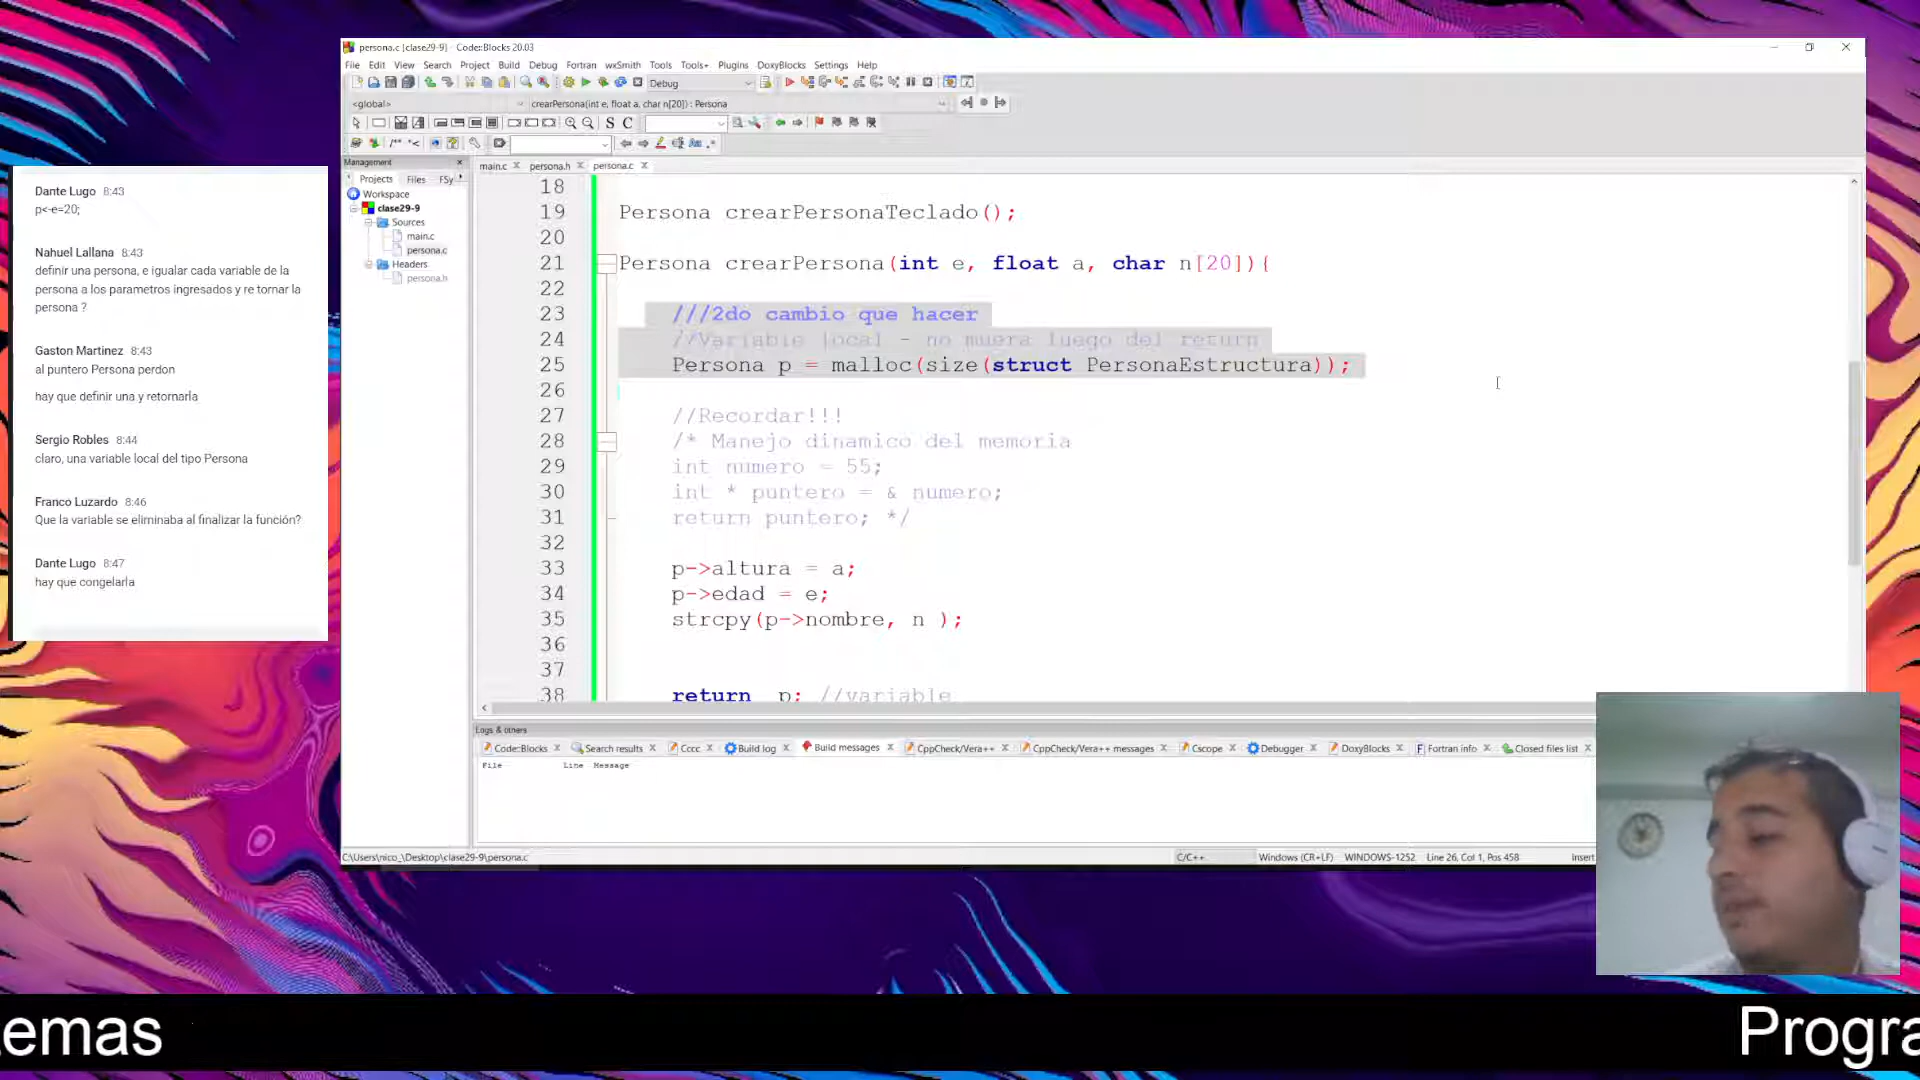 persona.c [clase29-9] - Code::Blocks 20.03
File Edit View Search Project Build Debug Fortran wxSmith Tools Tools+ Plugins DoxyBlocks Settings Help
Debug
<global>
crearPersona(int e, float a, char n[20]) : Persona
S C
Management
Projects Files FSy
Workspace
clase29-9
Sources
main.c
persona.c
Headers
persona.h
main.c persona.h persona.c
18
19 Persona crearPersonaTeclado();
20
21 Persona crearPersona(int e, float a, char n[20]){
22
23 ///2do cambio que hacer
24 //Variable local - no muera luego del return
25 Persona p = malloc(size(struct PersonaEstructura));
26
27 //Recordar!!!
28 /* Manejo dinamico del memoria
29 int numero = 55;
30 int * puntero = & numero;
31 return puntero; */
32
33 p->altura = a;
34 p->edad = e;
35 strcpy(p->nombre, n );
36
37
38 return p; //variable
Logs & others
Code::Blocks Search results Cccc Build log Build messages CppCheck/Vera++ CppCheck/Vera++ messages Cscope Debugger DoxyBlocks Fortran info Closed files list
File Line Message
C:\Users\nico_\Desktop\clase29-9\persona.c
C/C++ Windows (CR+LF) WINDOWS-1252 Line 26, Col 1, Pos 458 Insert
Dante Lugo 8:43
p<-e=20;
Nahuel Lallana 8:43
definir una persona, e igualar cada variable de la
persona a los parametros ingresados y re tornar la
persona ?
Gaston Martinez 8:43
al puntero Persona perdon
hay que definir una y retornarla
Sergio Robles 8:44
claro, una variable local del tipo Persona
Franco Luzardo 8:46
Que la variable se eliminaba al finalizar la función?
Dante Lugo 8:47
hay que congelarla
emas
Progra